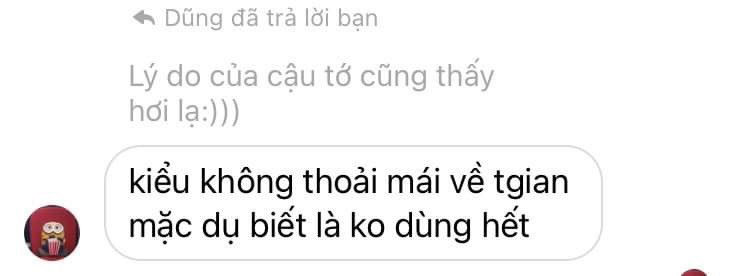 Dũng đã trả lời bạn
Lý do của cậu tớ cũng thấy
hơi lạ:)))
kiểu không thoải mái về tgian
mặc dụ biết là ko dùng hết